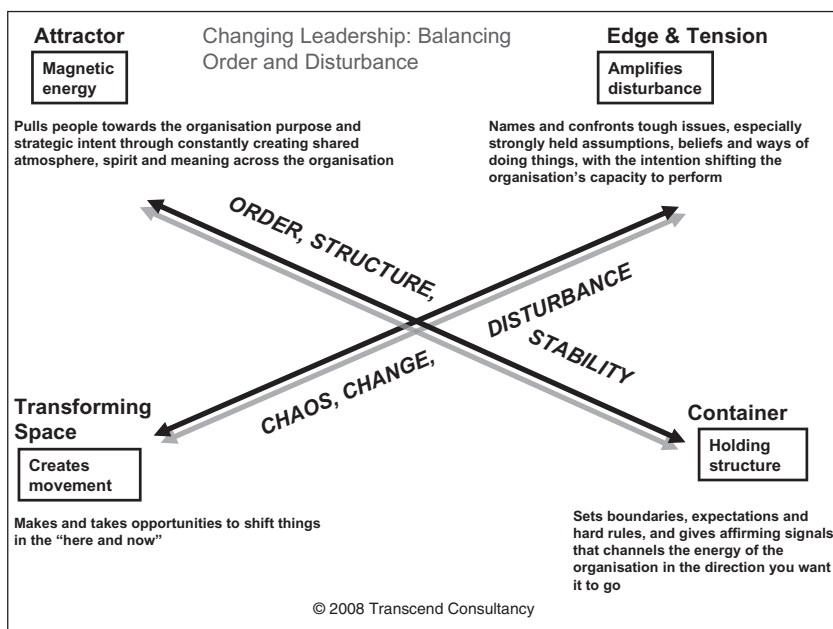 Attractor
Magnetic
energy
Changing Leadership: Balancing
Order and Disturbance
Edge & Tension
Amplifies
disturbance
Pulls people towards the organisation purpose and
strategic intent through constantly creating shared
atmosphere, spirit and meaning across the organisation
Names and confronts tough issues, especially
strongly held assumptions, beliefs and ways of
doing things, with the intention shifting the
organisation's capacity to perform
ORDER, STRUCTURE,
STABILITY
CHAOS, CHANGE,
DISTURBANCE
Transforming
Space
Creates
movement
Makes and takes opportunities to shift things
in the “here and now”
Container
Holding
structure
Sets boundaries, expectations and
hard rules, and gives affirming signals
that channels the energy of the
organisation in the direction you want
it to go
© 2008 Transcend Consultancy